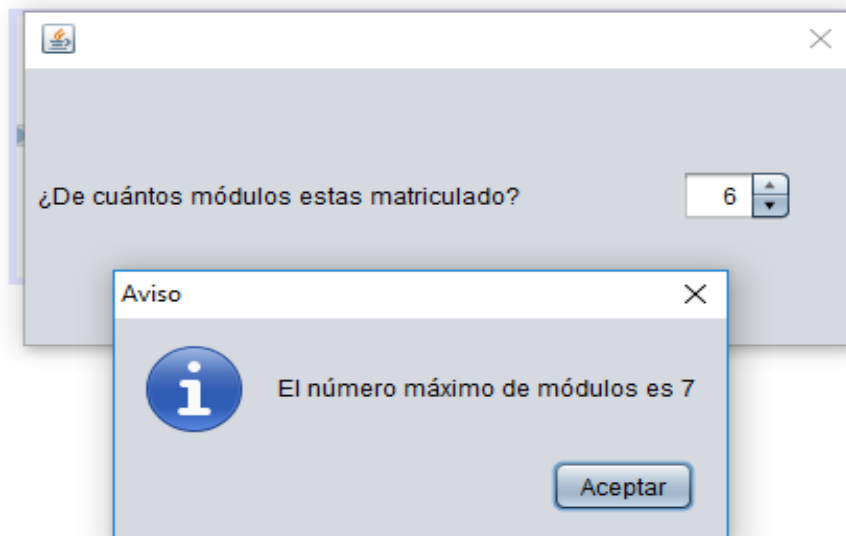 ¿De cuántos módulos estas matriculado?
6
Aviso
El número máximo de módulos es 7
Aceptar